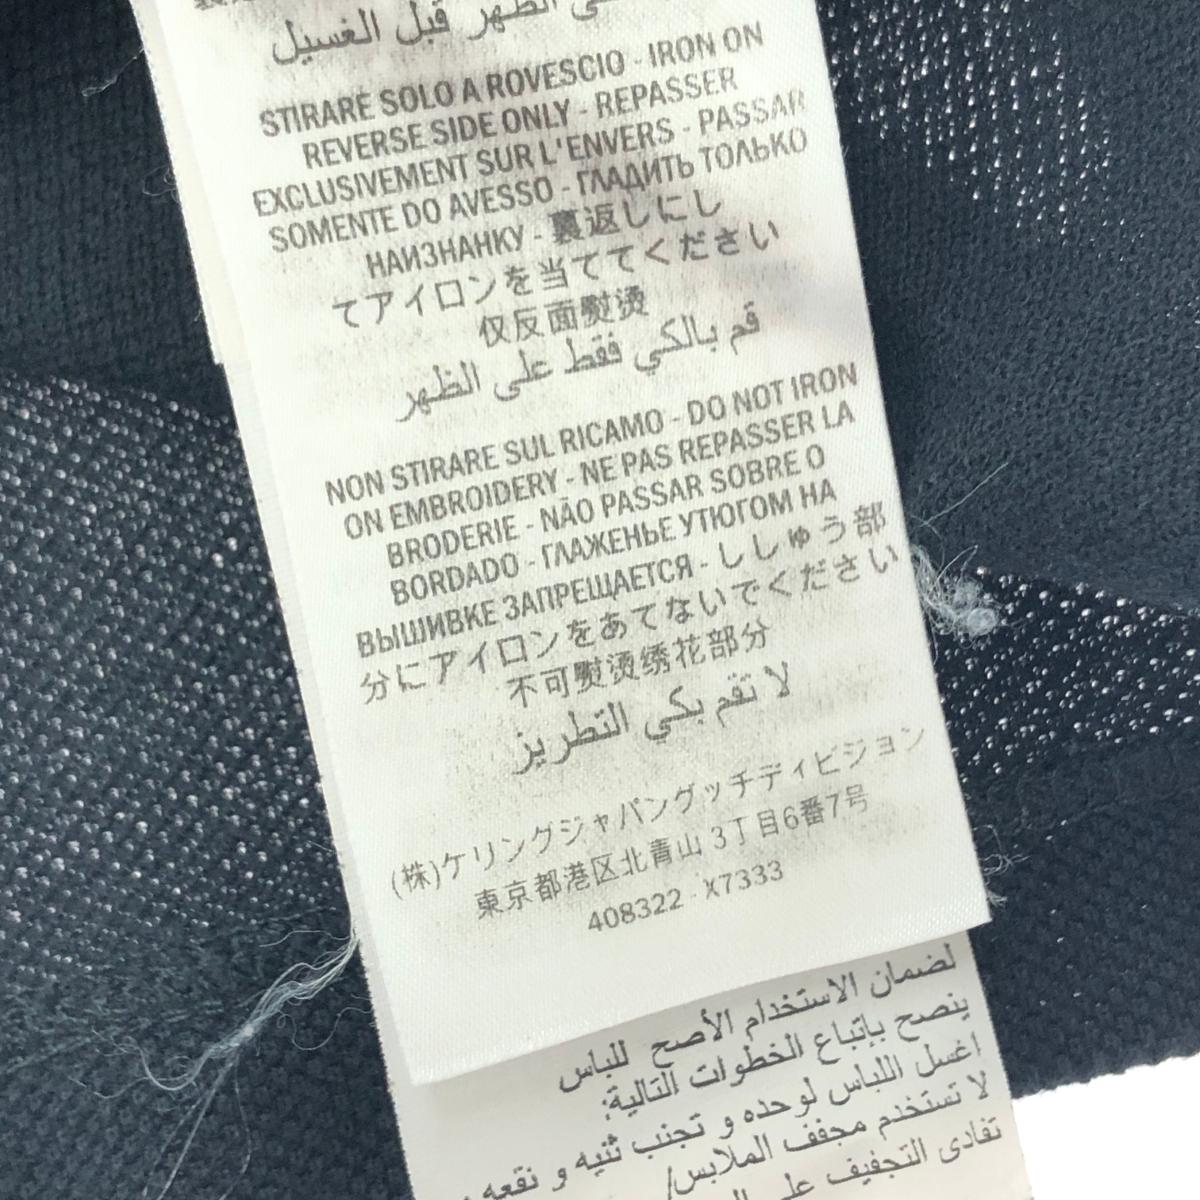 الظهر قبل الغسيل
STIRARE SOLO A ROVESCIO - IRON ON
REVERSE SIDE ONLY - REPASSER
EXCLUSIVEMENT SUR L'ENVERS - PASSAR
SOMENTE DO AVESSO - ГЛАДИТЬ ТОЛЬКО
НАИЗНАНКУ - 裏返しにし
てアイロンを当ててください
仅反面熨烫
قم بالكي فقط على الظهر
NON STIRARE SUL RICAMO - DO NOT IRON
ON EMBROIDERY - NE PAS REPASSER LA
BRODERIE - NÃO PASSAR SOBRE O
BORDADO - ГЛАЖЕНЬЕ УТЮГОМ НА
ВЫШИВКЕ ЗАПРЕЩАЕТСЯ - ししゅう部
分にアイロンをあてないでください
不可熨烫绣花部分
لا تقم بكي التطريز
(株)ケリングジャパングッチディビジョン
東京都港区北青山 3丁目6番7号
408322 - X7333
لضمان الاستخدام الأصح للباس
ينصح بإتباع الخطوات التالية:
اغسل اللباس لوحده و تجنب ثنيه و نقعه
لا تستخدم مجفف الملابس/
تفادى التجفيف على